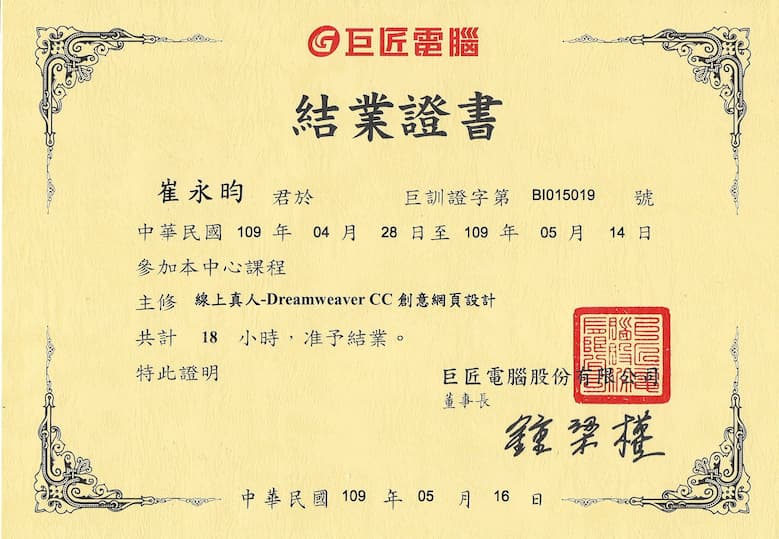 巨匠電腦
結業證書
崔永昀 君於 巨訓證字第 BI015019 號
中華民國 109 年 04 月 28 日至 109 年 05 月 14 日
參加本中心課程
主修 線上真人-Dreamweaver CC 創意網頁設計
共計 18 小時，准予結業。
特此證明
巨匠電腦股份有限公司
董事長
中華民國 109 年 05 月 16 日